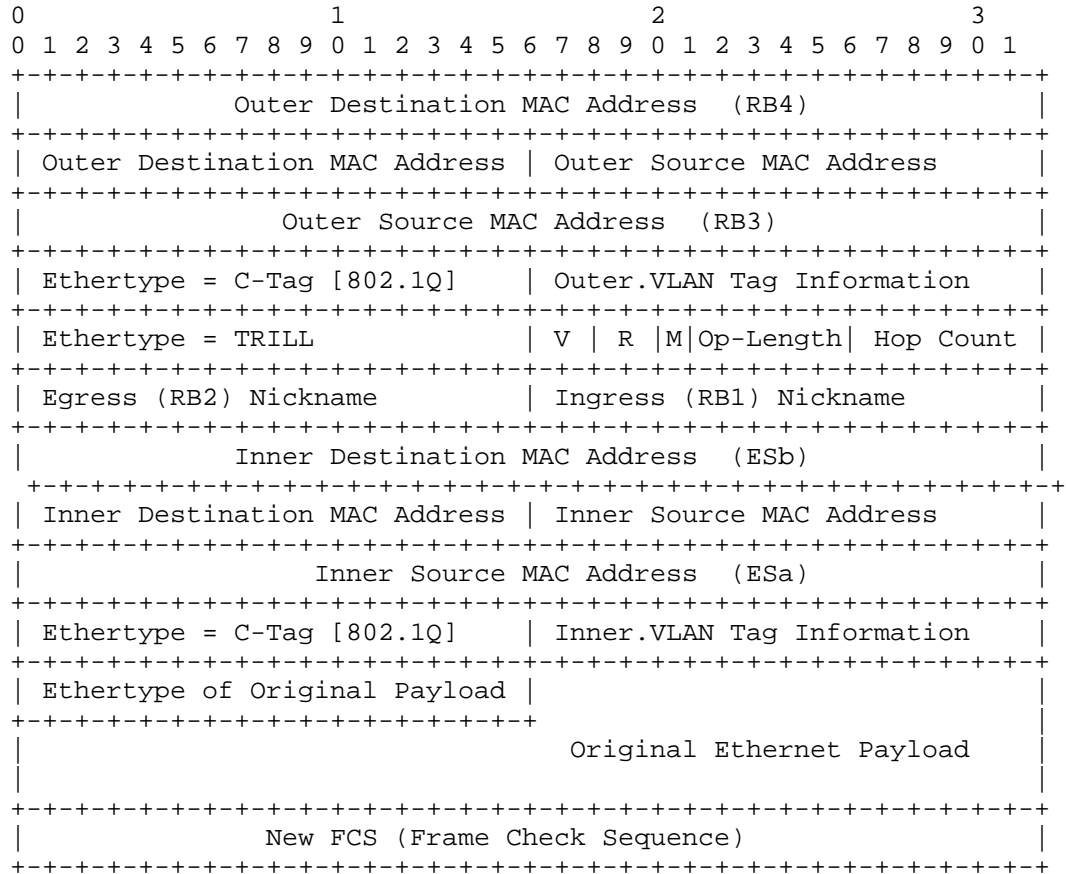 0                   1                   2                   3
0 1 2 3 4 5 6 7 8 9 0 1 2 3 4 5 6 7 8 9 0 1 2 3 4 5 6 7 8 9 0 1
+-+-+-+-+-+-+-+-+-+-+-+-+-+-+-+-+-+-+-+-+-+-+-+-+-+-+-+-+-+-+-+-+
|             Outer Destination MAC Address  (RB4)              |
+-+-+-+-+-+-+-+-+-+-+-+-+-+-+-+-+-+-+-+-+-+-+-+-+-+-+-+-+-+-+-+-+
| Outer Destination MAC Address | Outer Source MAC Address      |
+-+-+-+-+-+-+-+-+-+-+-+-+-+-+-+-+-+-+-+-+-+-+-+-+-+-+-+-+-+-+-+-+
|                Outer Source MAC Address  (RB3)                |
+-+-+-+-+-+-+-+-+-+-+-+-+-+-+-+-+-+-+-+-+-+-+-+-+-+-+-+-+-+-+-+-+
| Ethertype = C-Tag [802.1Q]    | Outer.VLAN Tag Information    |
+-+-+-+-+-+-+-+-+-+-+-+-+-+-+-+-+-+-+-+-+-+-+-+-+-+-+-+-+-+-+-+-+
| Ethertype = TRILL             | V | R |M|Op-Length| Hop Count |
+-+-+-+-+-+-+-+-+-+-+-+-+-+-+-+-+-+-+-+-+-+-+-+-+-+-+-+-+-+-+-+-+
| Egress (RB2) Nickname         | Ingress (RB1) Nickname        |
+-+-+-+-+-+-+-+-+-+-+-+-+-+-+-+-+-+-+-+-+-+-+-+-+-+-+-+-+-+-+-+-+
|             Inner Destination MAC Address  (ESb)              |
 +-+-+-+-+-+-+-+-+-+-+-+-+-+-+-+-+-+-+-+-+-+-+-+-+-+-+-+-+-+-+-+-+
| Inner Destination MAC Address | Inner Source MAC Address      |
+-+-+-+-+-+-+-+-+-+-+-+-+-+-+-+-+-+-+-+-+-+-+-+-+-+-+-+-+-+-+-+-+
|                  Inner Source MAC Address  (ESa)              |
+-+-+-+-+-+-+-+-+-+-+-+-+-+-+-+-+-+-+-+-+-+-+-+-+-+-+-+-+-+-+-+-+
| Ethertype = C-Tag [802.1Q]    | Inner.VLAN Tag Information    |
+-+-+-+-+-+-+-+-+-+-+-+-+-+-+-+-+-+-+-+-+-+-+-+-+-+-+-+-+-+-+-+-+
| Ethertype of Original Payload |                               |
+-+-+-+-+-+-+-+-+-+-+-+-+-+-+-+-+                               |
|                                  Original Ethernet Payload    |
|                                                               |
+-+-+-+-+-+-+-+-+-+-+-+-+-+-+-+-+-+-+-+-+-+-+-+-+-+-+-+-+-+-+-+-+
|               New FCS (Frame Check Sequence)                  |
+-+-+-+-+-+-+-+-+-+-+-+-+-+-+-+-+-+-+-+-+-+-+-+-+-+-+-+-+-+-+-+-+